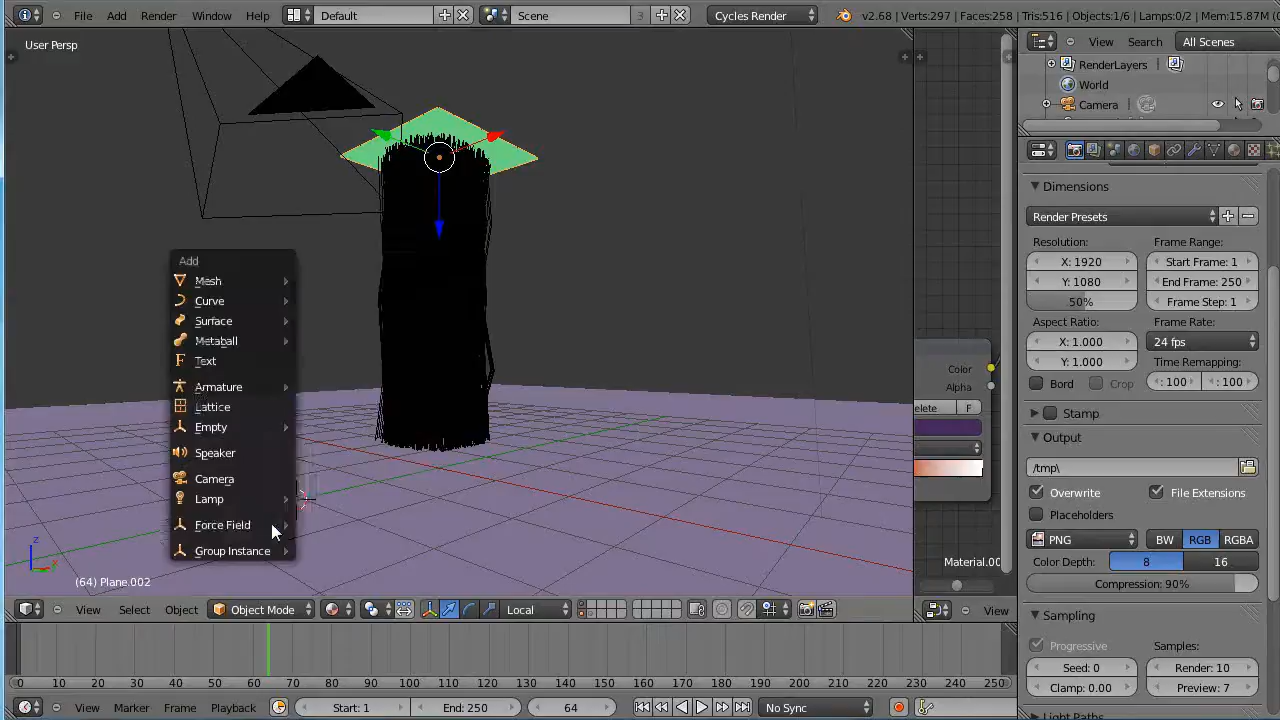 File Add Render Window Help Default Scene 3 Cycles Render v2.68 | Verts:297 | Faces:258 | Tris:516 | Objects:1/6 | Lamps:0/2 | Mem:15.87M
User Persp
View Search All Scenes
RenderLayers
World
Camera
Dimensions
Render Presets
Resolution: Frame Range:
X: 1920 Start Frame: 1
Y: 1080 End Frame: 250
50% Frame Step: 1
Aspect Ratio: Frame Rate:
X: 1.000 24 fps
Y: 1.000 Time Remapping:
Bord Crop : 100 : 100
Stamp
Output
/tmp\
Overwrite File Extensions
Placeholders
PNG BW RGB RGBA
Color Depth: 8 16
Compression: 90%
Sampling
Progressive Samples:
Seed: 0 Render: 10
Clamp: 0.00 Preview: 7
Light Paths
Add
Mesh
Curve
Surface
Metaball
Text
Armature
Lattice
Empty
Speaker
Camera
Lamp
Force Field
Group Instance
Color
Alpha
elete F
Material.00
z
x
(64) Plane.002
View Select Object Object Mode Local View
0 10 20 30 40 50 60 70 80 90 100 110 120 130 140 150 160 170 180 190 200 210 220 230 240 250
View Marker Frame Playback Start: 1 End: 250 64 No Sync